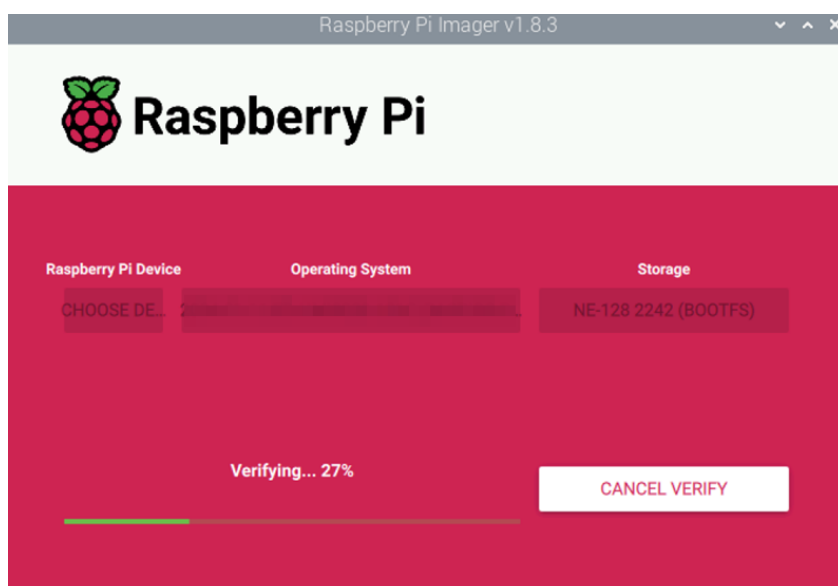 Raspberry Pi Imager v1.8.3
Raspberry Pi
Raspberry Pi Device
Operating System
Storage
CHOOSE DE...
NE-128 2242 (BOOTFS)
Verifying... 27%
CANCEL VERIFY